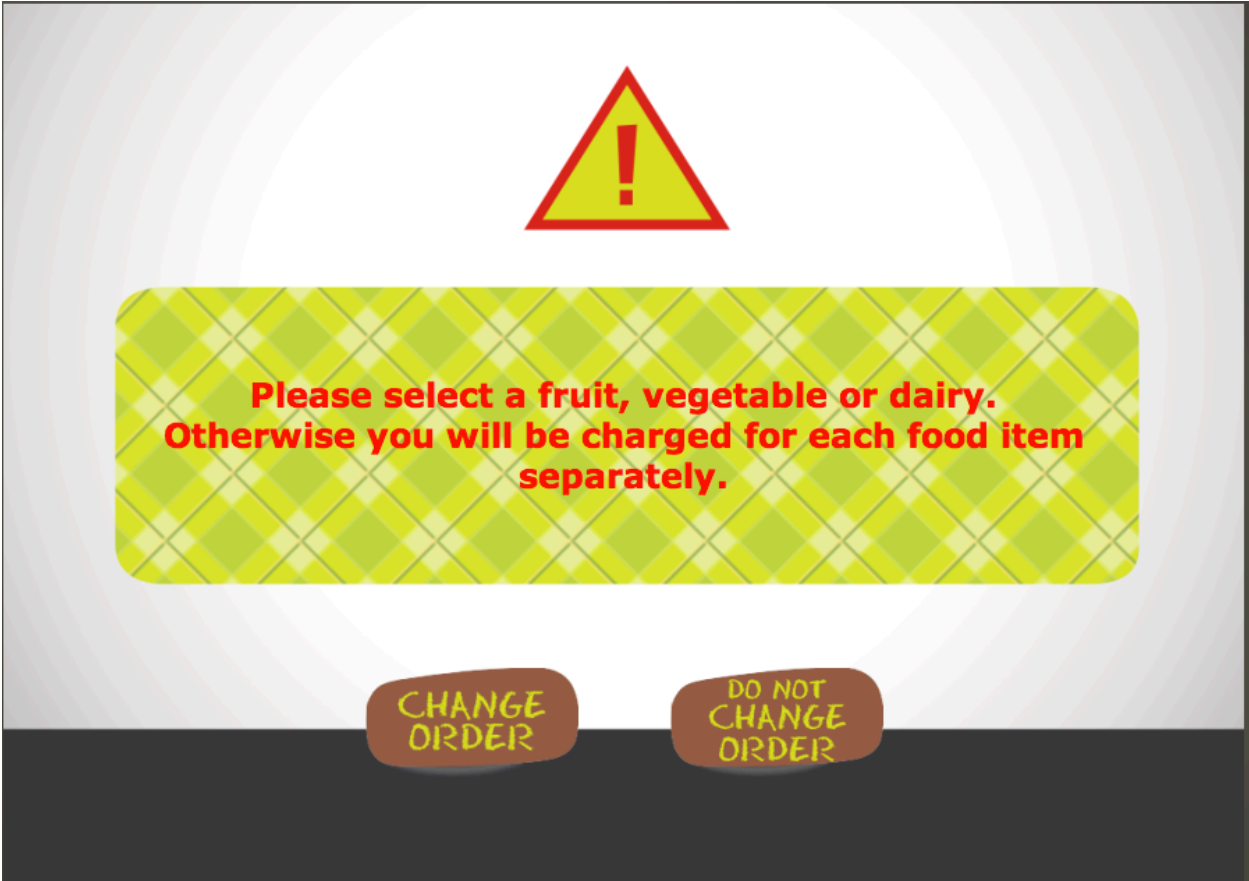 !
Please select a fruit, vegetable or dairy.
Otherwise you will be charged for each food item
separately.
CHANGE
ORDER
DO NOT
CHANGE
ORDER